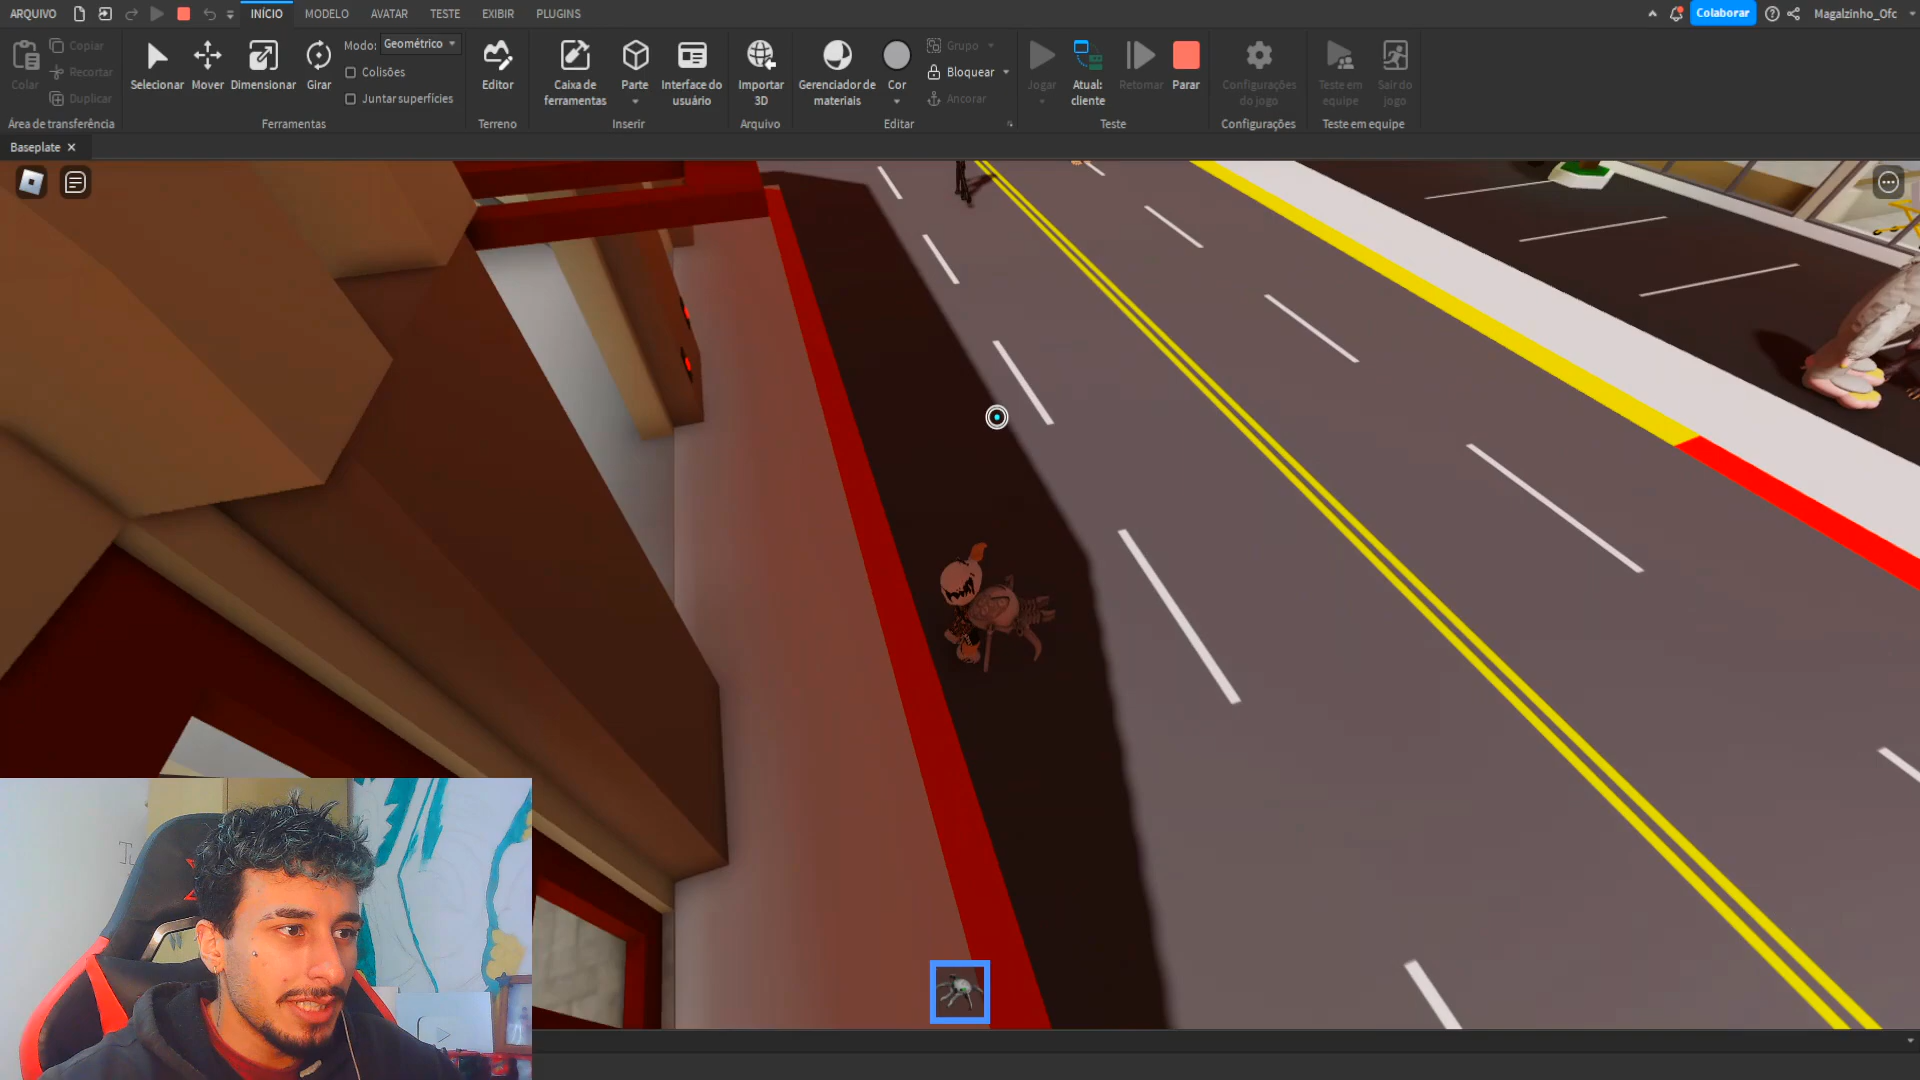 ARQUIVO INÍCIO MODELO AVATAR TESTE EXIBIR PLUGINS Colaborar Magalzinho_Ofc
Colar
Copiar
Recortar
Duplicar
Área de transferência
Selecionar Mover Dimensionar Girar
Modo: Geométrico
Colisões
Juntar superfícies
Ferramentas
Editor
Terreno
Caixa de ferramentas
Parte
Interface do usuário
Inserir
Importar 3D
Arquivo
Gerenciador de materiais
Cor
Grupo
Bloquear
Ancorar
Editar
Jogar
Atual: cliente
Retomar
Parar
Teste
Configurações do jogo
Configurações
Teste em equipe
Sair do jogo
Teste em equipe
Baseplate